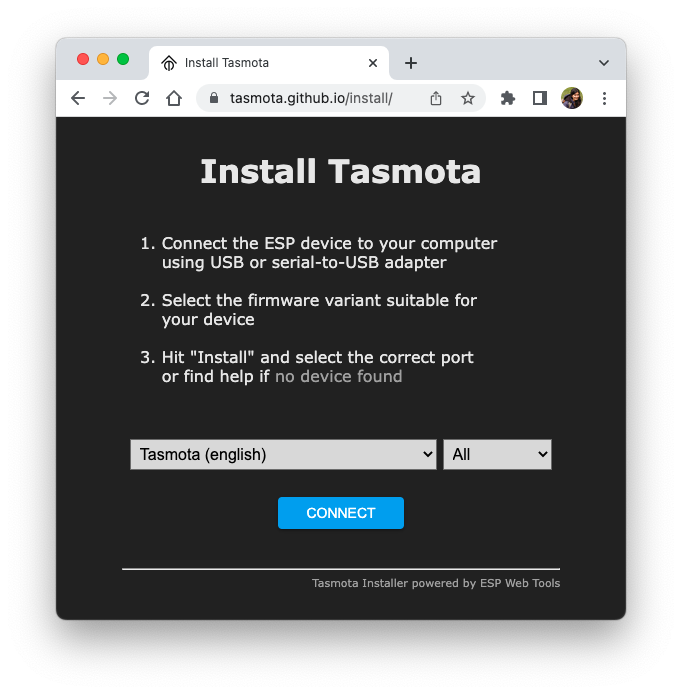 Install Tasmota
tasmota.github.io/install/
Install Tasmota
1. Connect the ESP device to your computer
using USB or serial-to-USB adapter
2. Select the firmware variant suitable for
your device
3. Hit "Install" and select the correct port
or find help if no device found
Tasmota (english) All
CONNECT
Tasmota Installer powered by ESP Web Tools